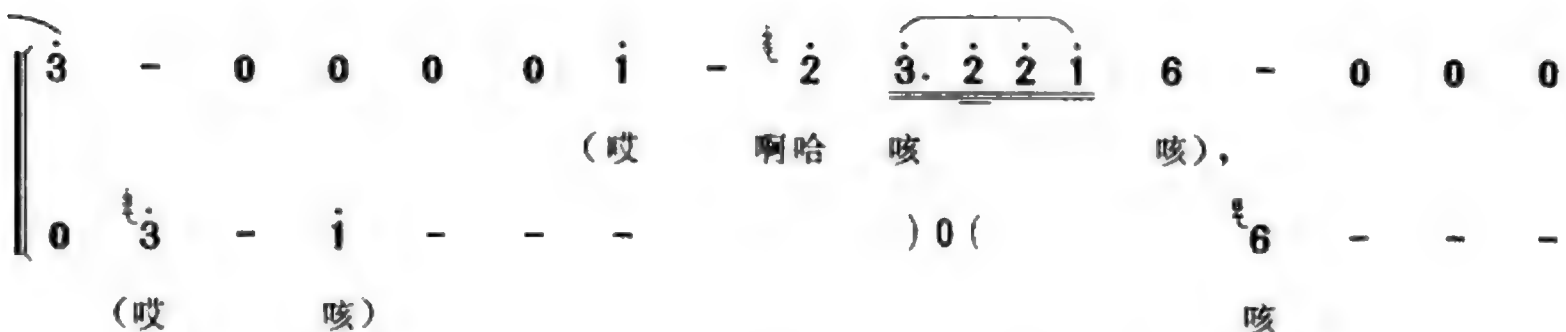 3̇ - 0 0 0 0 1̇ - 2̇ 3̇. 2̇ 2̇ 1̇ 6 - 0 0 0
(哎 啊哈 咳 咳),
0 3̇ - 1̇ - - - )0( 6 - - -
(哎 咳) 咳